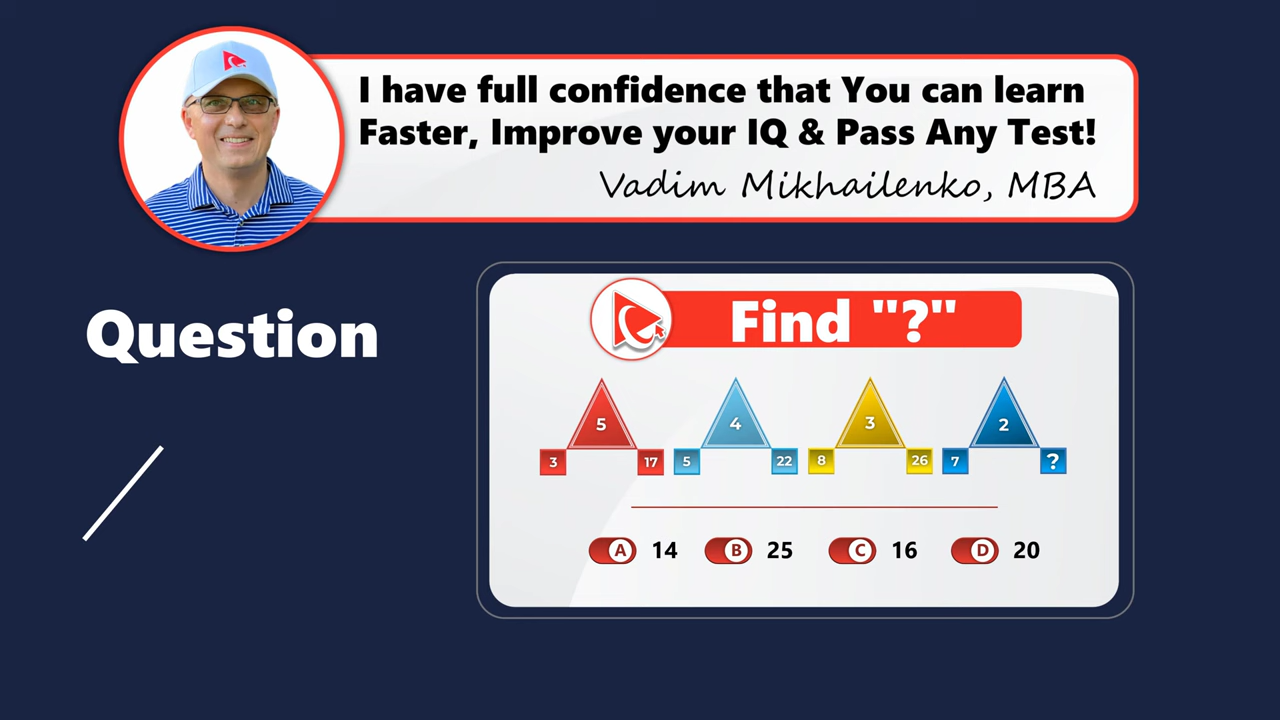 I have full confidence that You can learn
Faster, Improve your IQ & Pass Any Test!
Vadim Mikhailenko, MBA
Question
Find "?"
5 4 3 2
3 17 5 22 8 26 7 ?
A 14 B 25 C 16 D 20